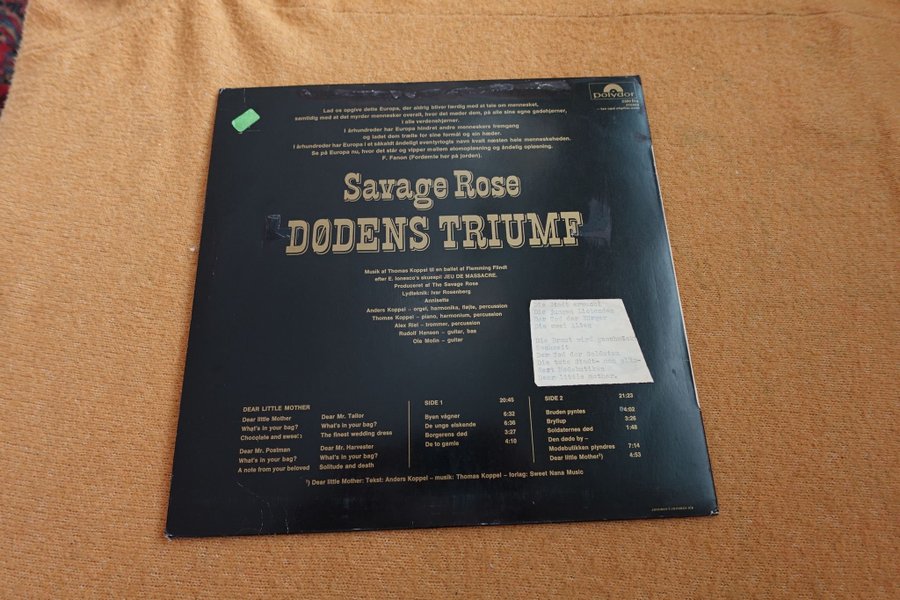 Polydor
stereo
Lad os opgive dette Europa, der aldrig bliver færdig med at tale om mennesket,
samtidig med at det myrder mennesker overalt, hvor det møder dem, på alle sine egne gadehjørner,
i alle verdenshjørner.
I århundreder har Europa hindret andre menneskers fremgang
og ladet dem trælle for sine formål og sin hæder.
I århundreder har Europa i et såkaldt åndeligt eventyrtogts navn kvalt næsten hele menneskeheden.
Se på Europa nu, hvor det står og vipper mellem atomopløsning og åndelig opløsning.
F. Fanon (Fordømte her på jorden).
Savage Rose
DØDENS TRIUMF
Musik af Thomas Koppel til en ballet af Flemming Flindt
efter E. Ionesco's skuespil JEU DE MASSACRE.
Produceret af The Savage Rose
Lydteknik: Ivar Rosenberg
Annisette
Anders Koppel – orgel, harmonika, fløjte, percussion
Thomas Koppel – piano, harmonium, percussion
Alex Riel – trommer, percussion
Rudolf Hansen – guitar, bas
Ole Molin – guitar
Die Stadt erwacht
Die jungen Liebenden
Der Tod des Bürger
Die zwei Alten
Die Braut wird geschmückt
Hochzeit
Dem Tod der Soldaten
Die tote Stadt-
Dear little mother.
DEAR LITTLE MOTHER
Dear little Mother
What's in your bag?
Chocolate and sweets
Dear Mr. Postman
What's in your bag?
A note from your beloved
Dear Mr. Tailor
What's in your bag?
The finest wedding dress
Dear Mr. Harvester
What's in your bag?
Solitude and death
SIDE 1 20:45
Byen vågner 6:32
De unge elskende 6:36
Borgerens død 3:27
De to gamle 4:10
SIDE 2 21:23
Bruden pyntes 04:02
Bryllup 3:26
Soldaternes død 1:48
Den døde by –
Modebutikken plyndres 7:14
Dear little Mother¹) 4:53
¹) Dear little Mother: Tekst: Anders Koppel – musik: Thomas Koppel – forlag: Sweet Nana Music